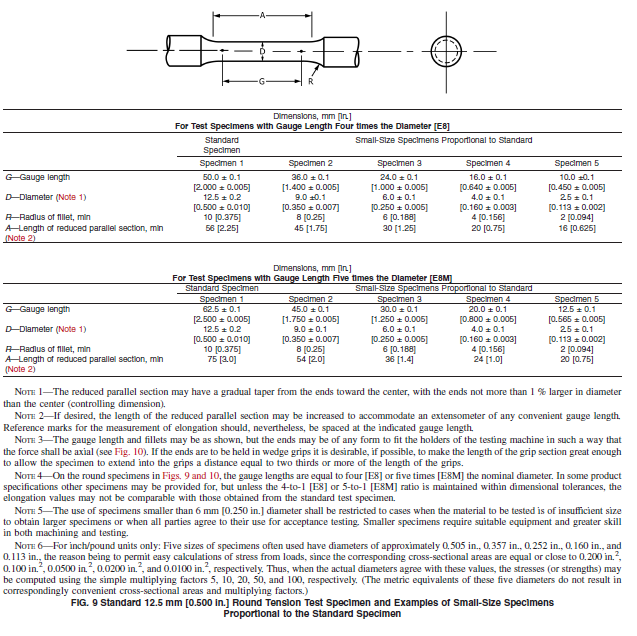 A
D
G
R
Dimensions, mm [in.]
For Test Specimens with Gauge Length Four times the Diameter [E8]
Standard Specimen Small-Size Specimens Proportional to Standard
Specimen 1 Specimen 2 Specimen 3 Specimen 4 Specimen 5
G—Gauge length 50.0 ± 0.1 36.0 ± 0.1 24.0 ± 0.1 16.0 ± 0.1 10.0 ±0.1
[2.000 ± 0.005] [1.400 ± 0.005] [1.000 ± 0.005] [0.640 ± 0.005] [0.450 ± 0.005]
D—Diameter (Note 1) 12.5 ± 0.2 9.0 ±0.1 6.0 ± 0.1 4.0 ± 0.1 2.5 ± 0.1
[0.500 ± 0.010] [0.350 ± 0.007] [0.250 ± 0.005] [0.160 ± 0.003] [0.113 ± 0.002]
R—Radius of fillet, min 10 [0.375] 8 [0.25] 6 [0.188] 4 [0.156] 2 [0.094]
A—Length of reduced parallel section, min 56 [2.25] 45 [1.75] 30 [1.25] 20 [0.75] 16 [0.625]
(Note 2)
Dimensions, mm [in.]
For Test Specimens with Gauge Length Five times the Diameter [E8M]
Standard Specimen Small-Size Specimens Proportional to Standard
Specimen 1 Specimen 2 Specimen 3 Specimen 4 Specimen 5
G—Gauge length 62.5 ± 0.1 45.0 ± 0.1 30.0 ± 0.1 20.0 ± 0.1 12.5 ± 0.1
[2.500 ± 0.005] [1.750 ± 0.005] [1.250 ± 0.005] [0.800 ± 0.005] [0.565 ± 0.005]
D—Diameter (Note 1) 12.5 ± 0.2 9.0 ± 0.1 6.0 ± 0.1 4.0 ± 0.1 2.5 ± 0.1
[0.500 ± 0.010] [0.350 ± 0.007] [0.250 ± 0.005] [0.160 ± 0.003] [0.113 ± 0.002]
R—Radius of fillet, min 10 [0.375] 8 [0.25] 6 [0.188] 4 [0.156] 2 [0.094]
A—Length of reduced parallel section, min 75 [3.0] 54 [2.0] 36 [1.4] 24 [1.0] 20 [0.75]
(Note 2)
NOTE 1—The reduced parallel section may have a gradual taper from the ends toward the center, with the ends not more than 1 % larger in diameter
than the center (controlling dimension).
NOTE 2—If desired, the length of the reduced parallel section may be increased to accommodate an extensometer of any convenient gauge length.
Reference marks for the measurement of elongation should, nevertheless, be spaced at the indicated gauge length.
NOTE 3—The gauge length and fillets may be as shown, but the ends may be of any form to fit the holders of the testing machine in such a way that
the force shall be axial (see Fig. 10). If the ends are to be held in wedge grips it is desirable, if possible, to make the length of the grip section great enough
to allow the specimen to extend into the grips a distance equal to two thirds or more of the length of the grips.
NOTE 4—On the round specimens in Figs. 9 and 10, the gauge lengths are equal to four [E8] or five times [E8M] the nominal diameter. In some product
specifications other specimens may be provided for, but unless the 4-to-1 [E8] or 5-to-1 [E8M] ratio is maintained within dimensional tolerances, the
elongation values may not be comparable with those obtained from the standard test specimen.
NOTE 5—The use of specimens smaller than 6 mm [0.250 in.] diameter shall be restricted to cases when the material to be tested is of insufficient size
to obtain larger specimens or when all parties agree to their use for acceptance testing. Smaller specimens require suitable equipment and greater skill
in both machining and testing.
NOTE 6—For inch/pound units only: Five sizes of specimens often used have diameters of approximately 0.505 in., 0.357 in., 0.252 in., 0.160 in., and
0.113 in., the reason being to permit easy calculations of stress from loads, since the corresponding cross-sectional areas are equal or close to 0.200 in.²,
0.100 in.², 0.0500 in.², 0.0200 in.², and 0.0100 in.², respectively. Thus, when the actual diameters agree with these values, the stresses (or strengths) may
be computed using the simple multiplying factors 5, 10, 20, 50, and 100, respectively. (The metric equivalents of these five diameters do not result in
correspondingly convenient cross-sectional areas and multiplying factors.)
FIG. 9 Standard 12.5 mm [0.500 in.] Round Tension Test Specimen and Examples of Small-Size Specimens
Proportional to the Standard Specimen